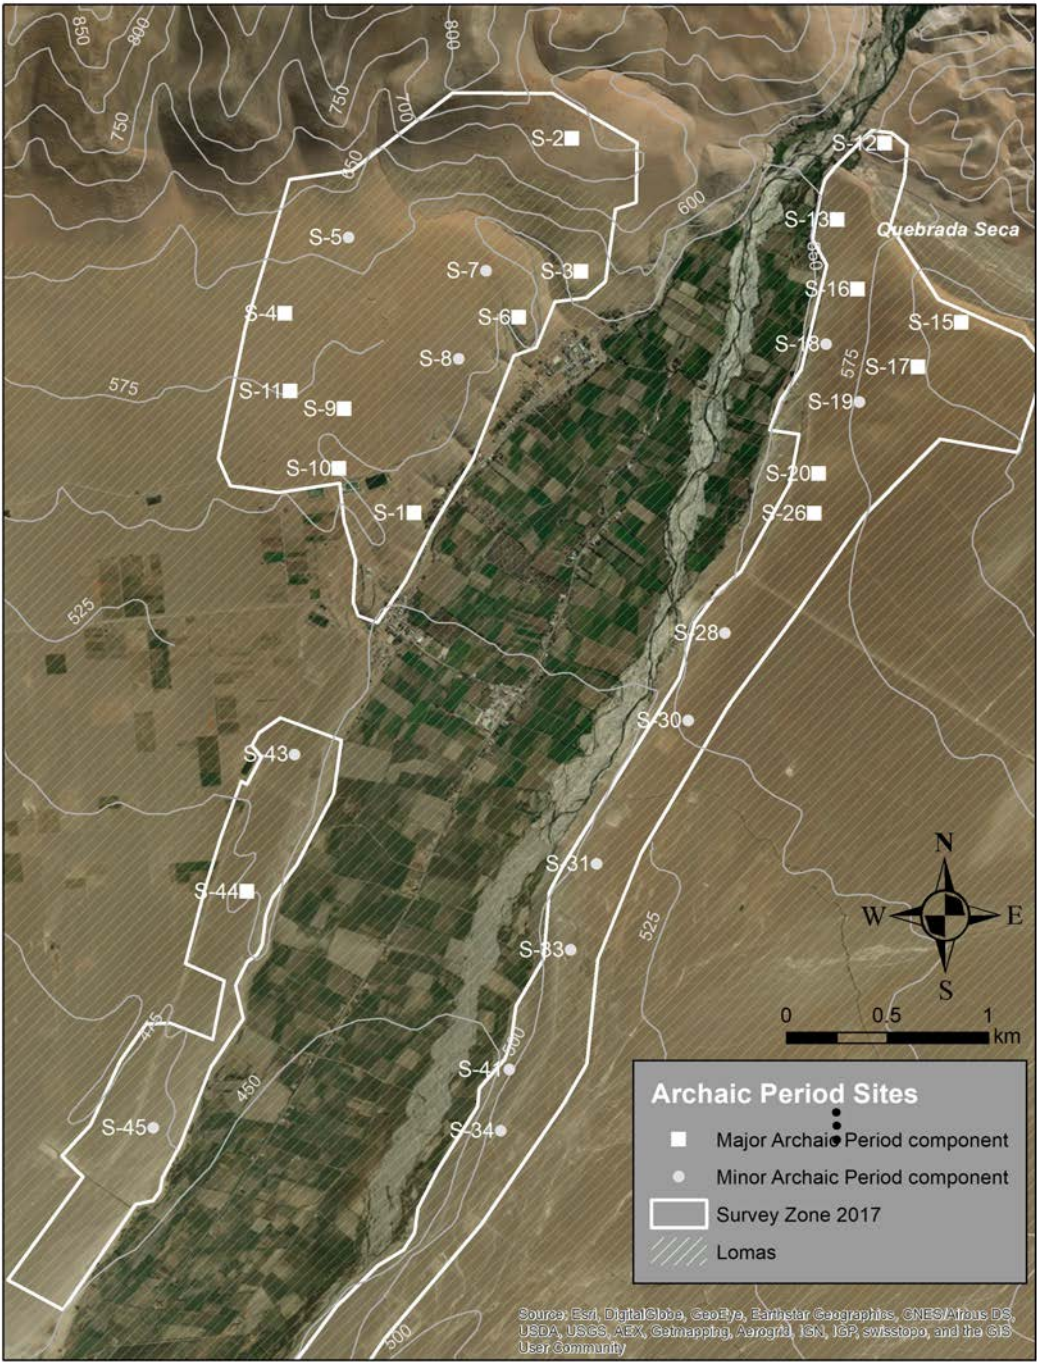 850
800
800
750
750
750
700
S-2
S-12
650
600
S-13
Quebrada Seca
S-5
550
S-7
S-3
S-16
S-4
S-6
S-15
S-18
S-8
S-17
575
575
S-11
S-9
S-19
S-10
S-20
S-1
S-26
525
S-28
S-30
S-43
S-31
S-44
N
W
E
S
525
S-33
0 0.5 1
km
475
500
S-41
450
S-45
S-34
Archaic Period Sites
Major Archaic Period component
Minor Archaic Period component
Survey Zone 2017
Lomas
500
Source: Esri, DigitalGlobe, GeoEye, Earthstar Geographics, CNES/Airbus DS,
USDA, USGS, AEX, Getmapping, Aerogrid, IGN, IGP, swisstopo, and the GIS
User Community